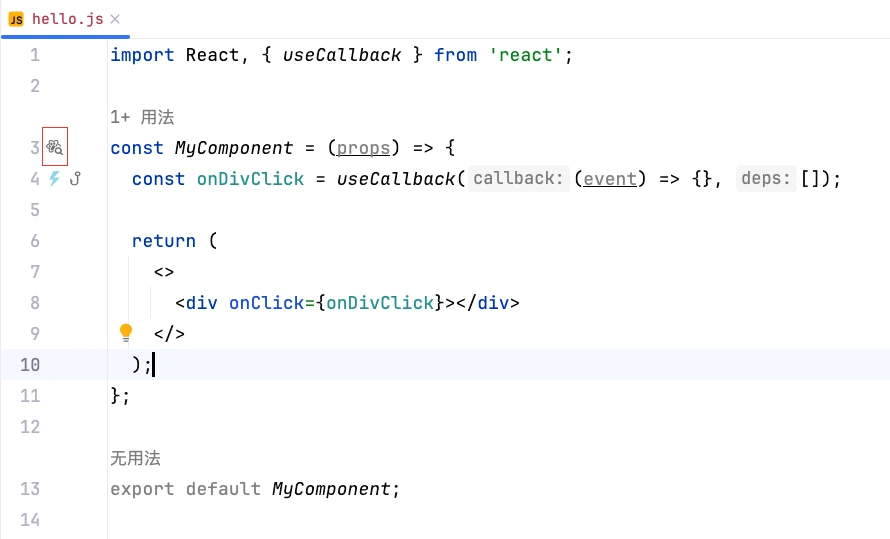 JS hello.js
1 import React, { useCallback } from 'react';
2
1+ 用法
3 const MyComponent = (props) => {
4 const onDivClick = useCallback( callback: (event) => {}, deps: []);
5
6 return (
7 <>
8 <div onClick={onDivClick}></div>
9 </>
10 );
11 };
12
无用法
13 export default MyComponent;
14